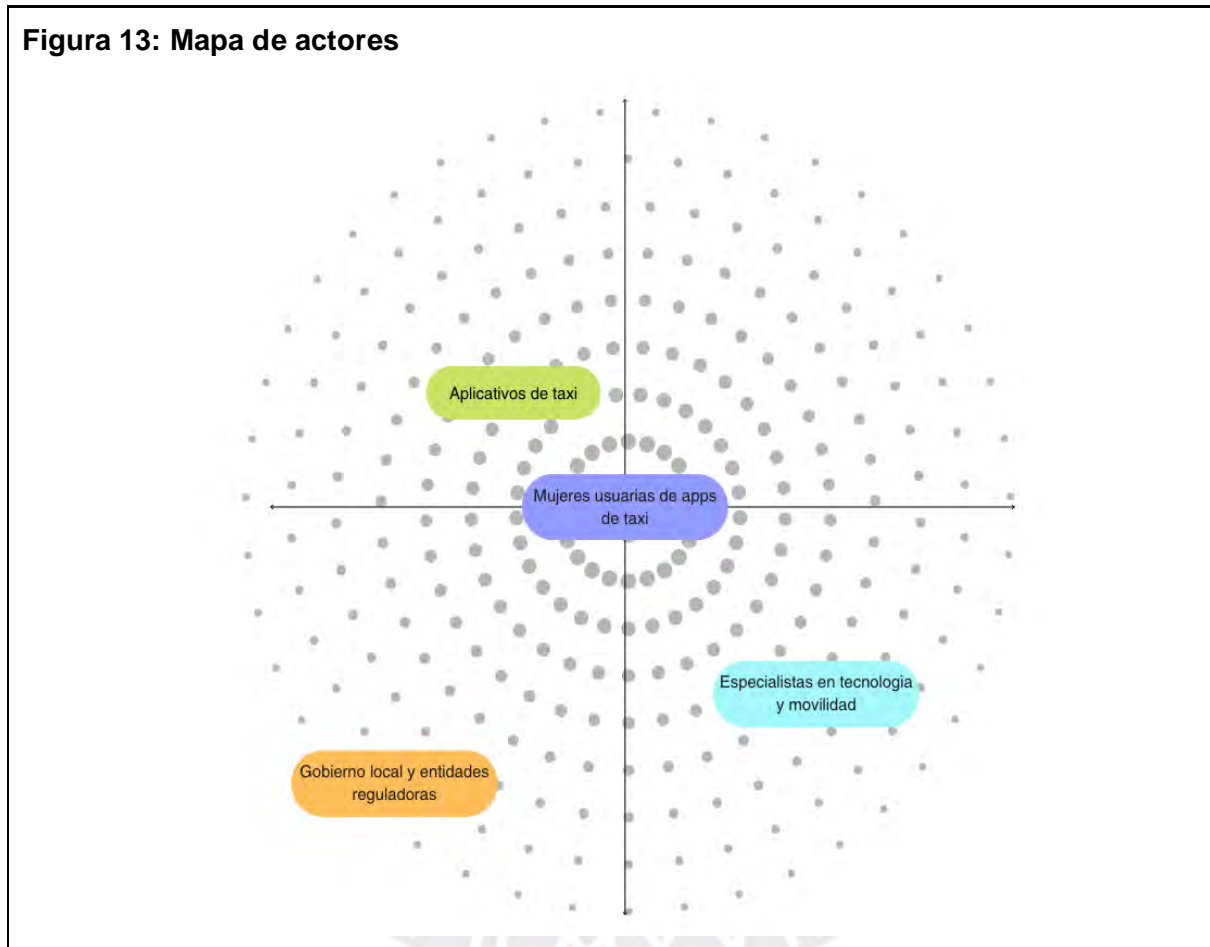 Figura 13: Mapa de actores
Aplicativos de taxi
Mujeres usuarias de apps
de taxi
Especialistas en tecnologia
y movilidad
Gobierno local y entidades
reguladoras